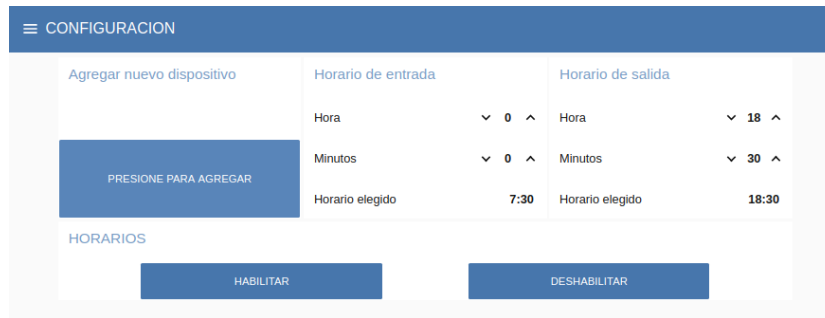 CONFIGURACION
Agregar nuevo dispositivo
PRESIONE PARA AGREGAR
Horario de entrada
Hora 0
Minutos 0
Horario elegido 7:30
Horario de salida
Hora 18
Minutos 30
Horario elegido 18:30
HORARIOS
HABILITAR
DESHABILITAR